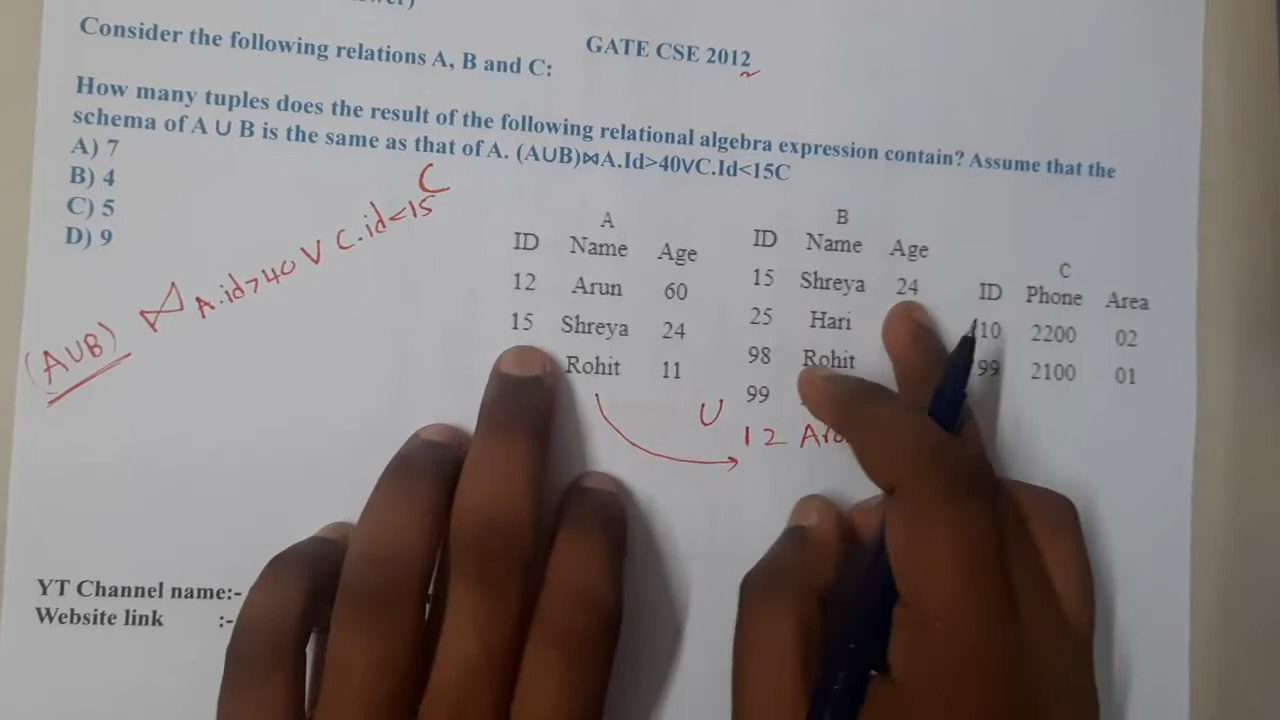 Consider the following relations A, B and C:
GATE CSE 2012
How many tuples does the result of the following relational algebra expression contain? Assume that the
schema of A ∪ B is the same as that of A. (A∪B)⋈A.Id>40∨C.Id<15C
A) 7
B) 4
C) 5
D) 9
(A∪B) ⋈ A.id>40 V C.id<15 C
A
ID Name Age
12 Arun 60
15 Shreya 24
Rohit 11
B
ID Name Age
15 Shreya 24
25 Hari
98 Rohit
99
U
12
C
ID Phone Area
10 2200 02
99 2100 01
YT Channel name:-
Website link :-